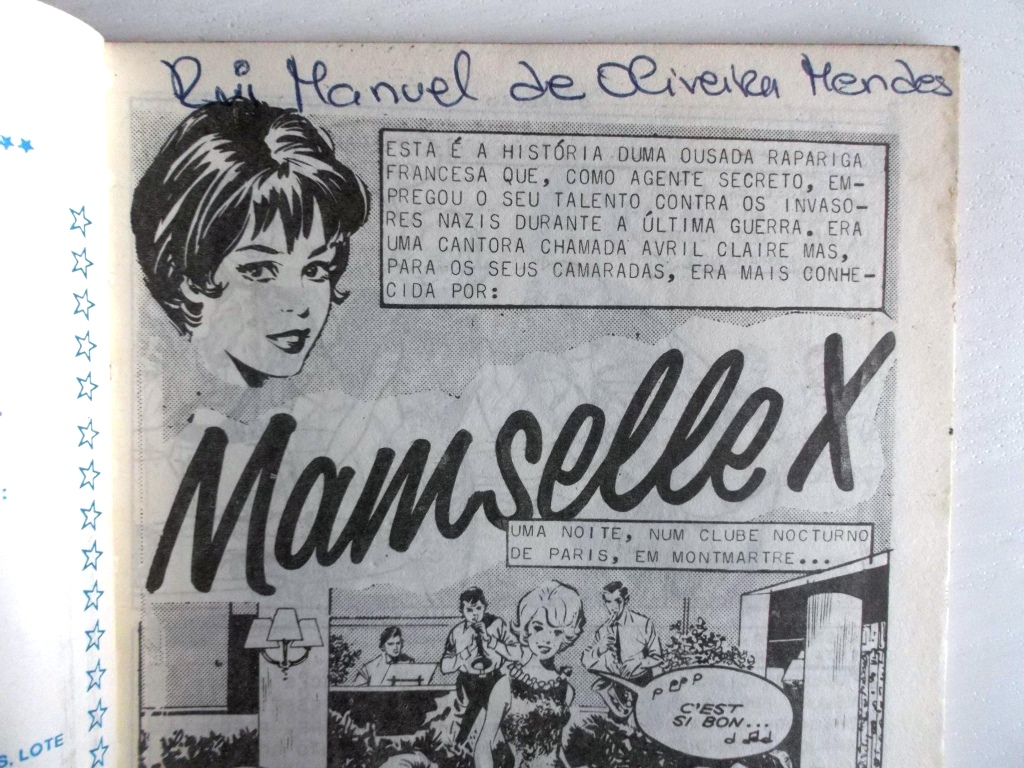 Rui Manuel de Oliveira Mendes
ESTA É A HISTÓRIA DUMA OUSADA RAPARIGA
FRANCESA QUE, COMO AGENTE SECRETO, EM-
PREGOU O SEU TALENTO CONTRA OS INVASO-
RES NAZIS DURANTE A ÚLTIMA GUERRA. ERA
UMA CANTORA CHAMADA AVRIL CLAIRE MAS,
PARA OS SEUS CAMARADAS, ERA MAIS CONHE-
CIDA POR:
Mamselle X
UMA NOITE, NUM CLUBE NOCTURNO
DE PARIS, EM MONTMARTRE...
C'EST
SI BON...
S. LOTE